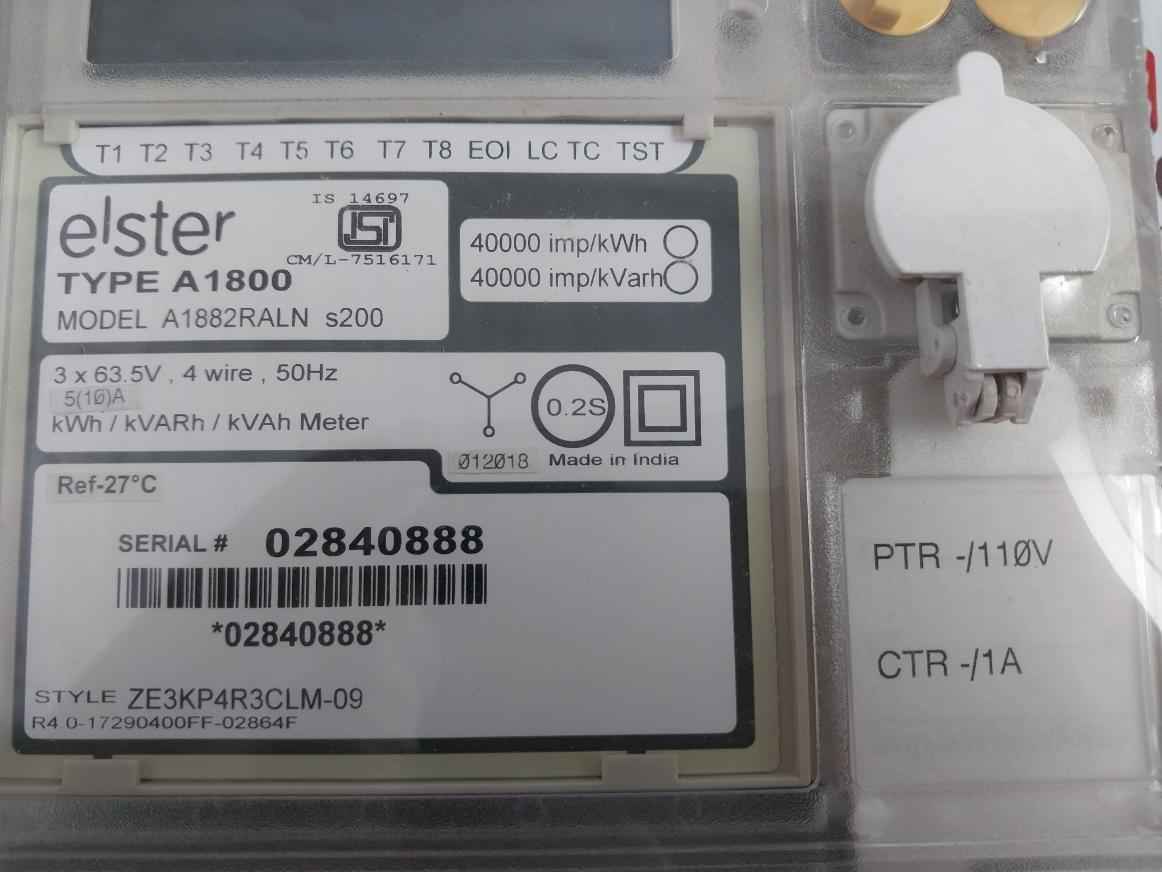 T1 T2 T3 T4 T5 T6 T7 T8 EOI LC TC TST
elster
IS 14697
ISI
CM/L-7516171
TYPE A1800
MODEL A1882RALN s200
40000 imp/kWh
40000 imp/kVarh
3 x 63.5V , 4 wire , 50Hz
5(10)A
kWh / kVARh / kVAh Meter
0.2S
012018 Made in India
Ref-27°C
SERIAL # 02840888
*02840888*
STYLE ZE3KP4R3CLM-09
R4.0-17290400FF-02864F
PTR -/110V
CTR -/1A